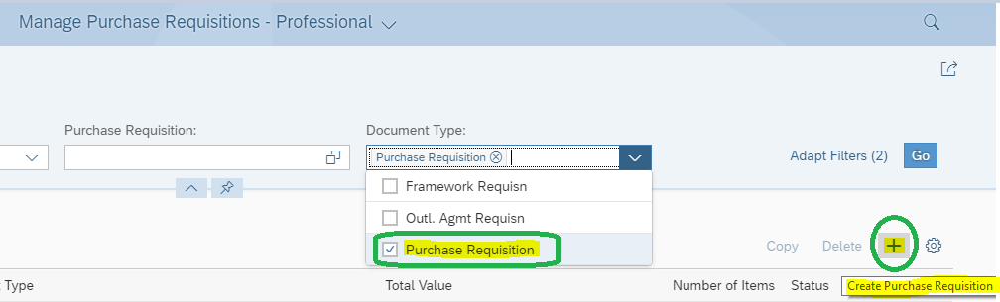 Manage Purchase Requisitions - Professional
Purchase Requisition:
Document Type:
Purchase Requisition
Adapt Filters (2)
Go
Framework Requisn
Outl. Agmt Requisn
Purchase Requisition
Copy
Delete
Type
Total Value
Number of Items
Status
Create Purchase Requisition